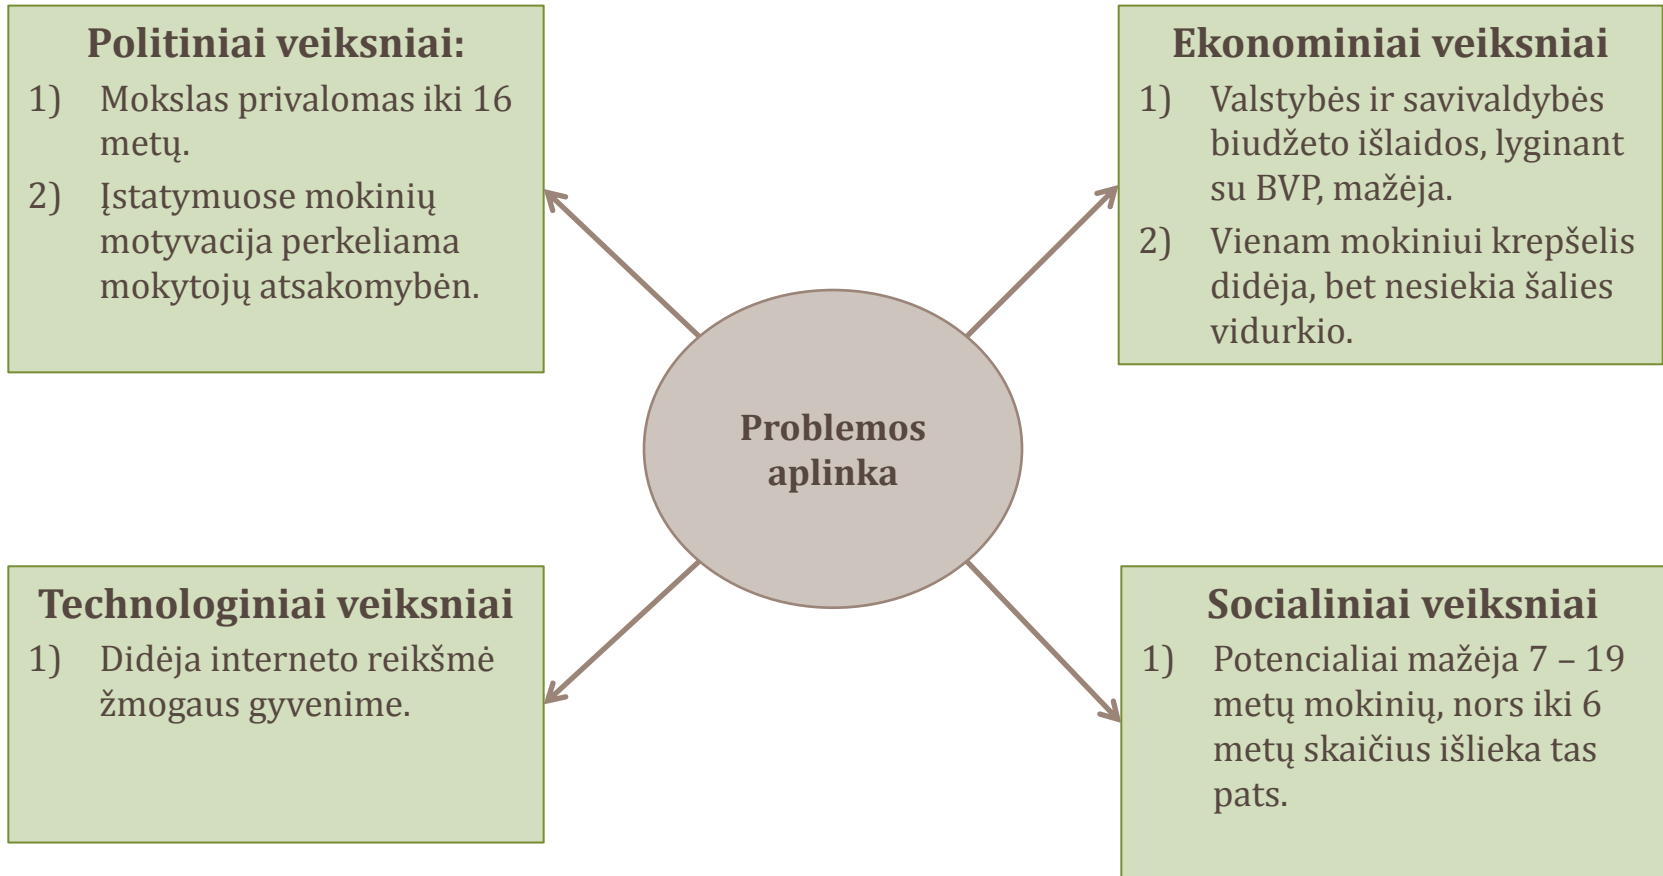 Politiniai veiksniai:
1) Mokslas privalomas iki 16
metų.
2) Įstatymuose mokinių
motyvacija perkeliama
mokytojų atsakomybėn.
Ekonominiai veiksniai
1) Valstybės ir savivaldybės
biudžeto išlaidos, lyginant
su BVP, mažėja.
2) Vienam mokiniui krepšelis
didėja, bet nesiekia šalies
vidurkio.
Problemos
aplinka
Technologiniai veiksniai
1) Didėja interneto reikšmė
žmogaus gyvenime.
Socialiniai veiksniai
1) Potencialiai mažėja 7 – 19
metų mokinių, nors iki 6
metų skaičius išlieka tas
pats.